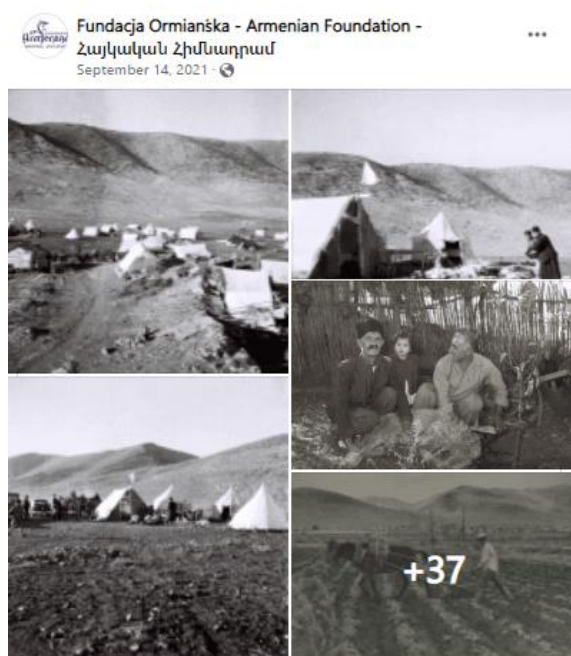 Fundacja Ormiańska - Armenian Foundation -
Հայկական Հիմնադրամ
September 14, 2021 ·
+37